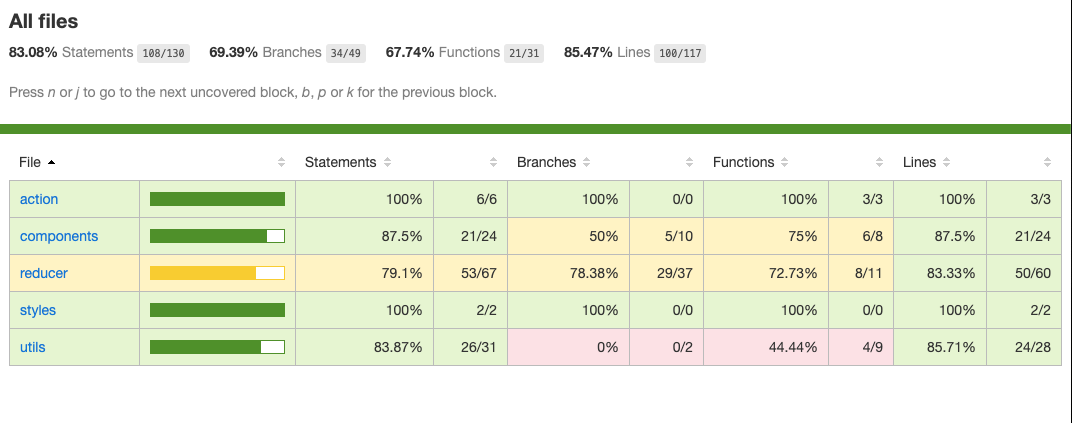 All files
83.08% Statements 108/130 69.39% Branches 34/49 67.74% Functions 21/31 85.47% Lines 100/117
Press n or j to go to the next uncovered block, b, p or k for the previous block.
File Statements Branches Functions Lines
action 100% 6/6 100% 0/0 100% 3/3 100% 3/3
components 87.5% 21/24 50% 5/10 75% 6/8 87.5% 21/24
reducer 79.1% 53/67 78.38% 29/37 72.73% 8/11 83.33% 50/60
styles 100% 2/2 100% 0/0 100% 0/0 100% 2/2
utils 83.87% 26/31 0% 0/2 44.44% 4/9 85.71% 24/28